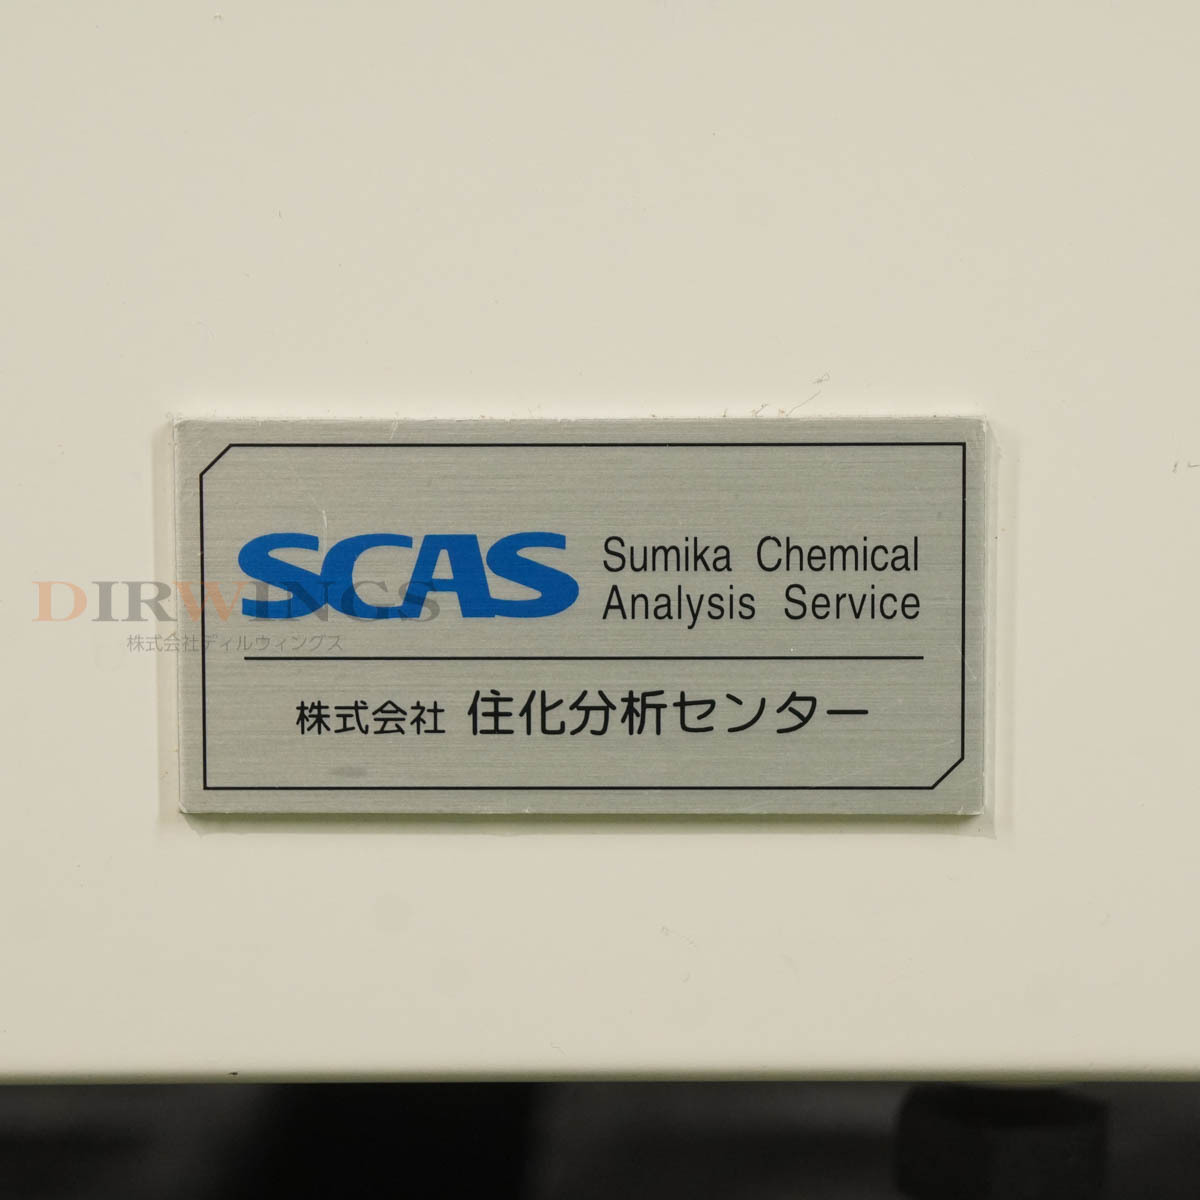 SCAS
Sumika Chemical
Analysis Service
DIRWINGS
株式会社ディルウィングス
株式会社 住化分析センター